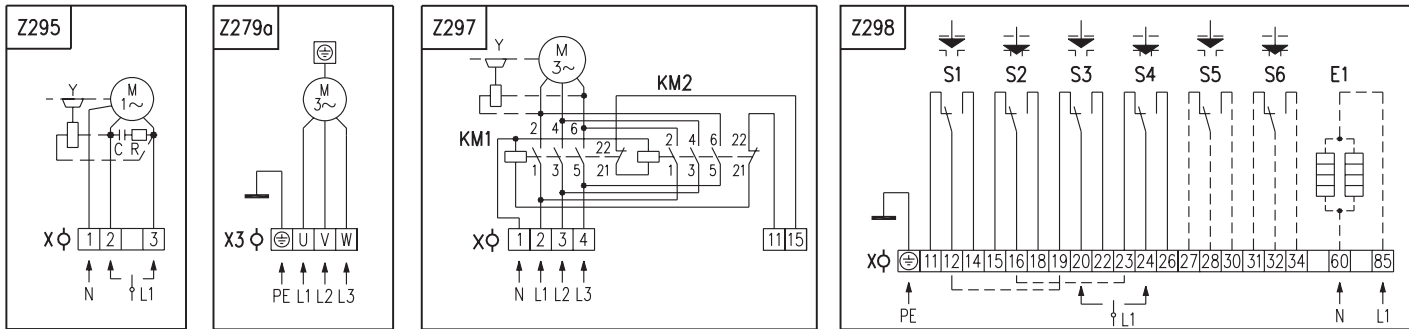 Z295
Y
M
1~
C R
X 1 2 3
N L1
Z279a
M
3~
X3 U V W
PE L1 L2 L3
Z297
Y
M
3~
KM2
KM1
2 4 6 22
1 3 5 21
2 4 6 22
1 3 5 21
X 1 2 3 4 11 15
N L1 L2 L3
Z298
S1 S2 S3 S4 S5 S6 E1
X 11 12 14 15 16 18 19 20 22 23 24 26 27 28 30 31 32 34 60 85
PE L1 N L1